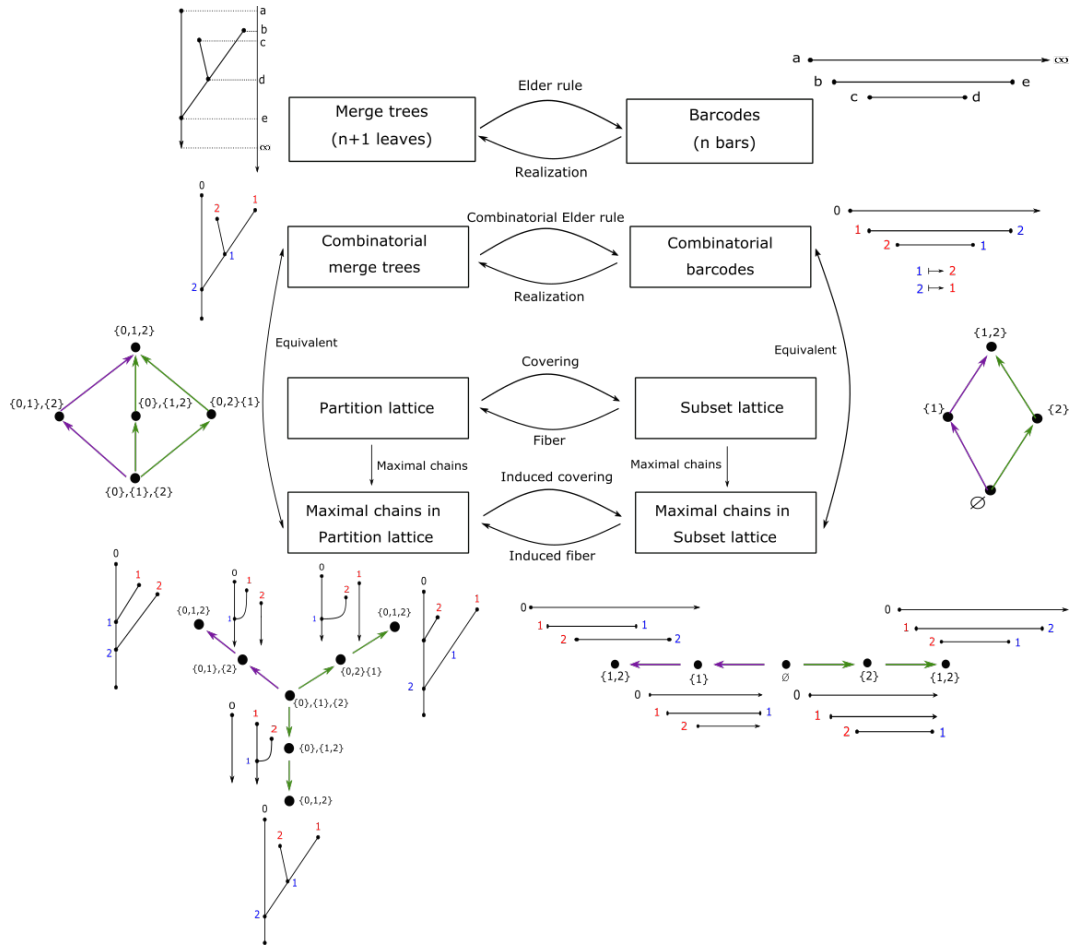 a
b
c
d
e
∞
Merge trees
(n+1 leaves)
Elder rule
Realization
Barcodes
(n bars)
a
∞
b
e
c
d
0
2
1
1
2
Combinatorial
merge trees
Combinatorial Elder rule
Realization
Combinatorial
barcodes
0
1
2
2
1
1 ↦ 2
2 ↦ 1
Equivalent
Equivalent
{0,1,2}
{0,1},{2}
{0},{1,2}
{0,2}{1}
{0},{1},{2}
Partition lattice
Covering
Fiber
Subset lattice
{1,2}
{1}
{2}
∅
Maximal chains
Maximal chains
Maximal chains in
Partition lattice
Induced covering
Induced fiber
Maximal chains in
Subset lattice
0
1
2
1
2
0
1
2
1
0
2
1
1
0
2
1
1
2
{0,1,2}
{0,1},{2}
{0,2}{1}
{0,1,2}
{0},{1},{2}
0
1
2
1
{0},{1,2}
{0,1,2}
0
2
1
1
2
0
1
1
2
2
0
1
2
2
1
{1,2}
{1}
∅
{2}
{1,2}
0
1
1
2
0
1
2
1